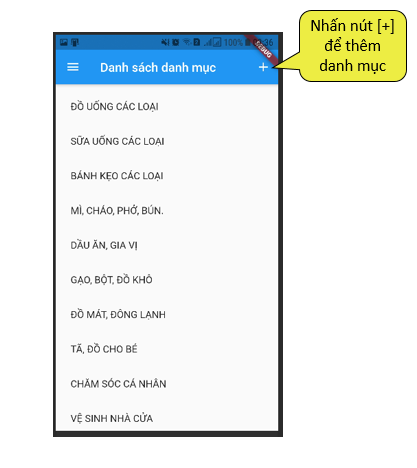 Nhấn nút [+]
để thêm
danh mục
100%
36
DEBUG
Danh sách danh mục
ĐỒ UỐNG CÁC LOẠI
SỮA UỐNG CÁC LOẠI
BÁNH KẸO CÁC LOẠI
MÌ, CHÁO, PHỞ, BÚN.
DẦU ĂN, GIA VỊ
GẠO, BỘT, ĐỒ KHÔ
ĐỒ MÁT, ĐÔNG LẠNH
TÃ, ĐỒ CHO BÉ
CHĂM SÓC CÁ NHÂN
VỆ SINH NHÀ CỬA